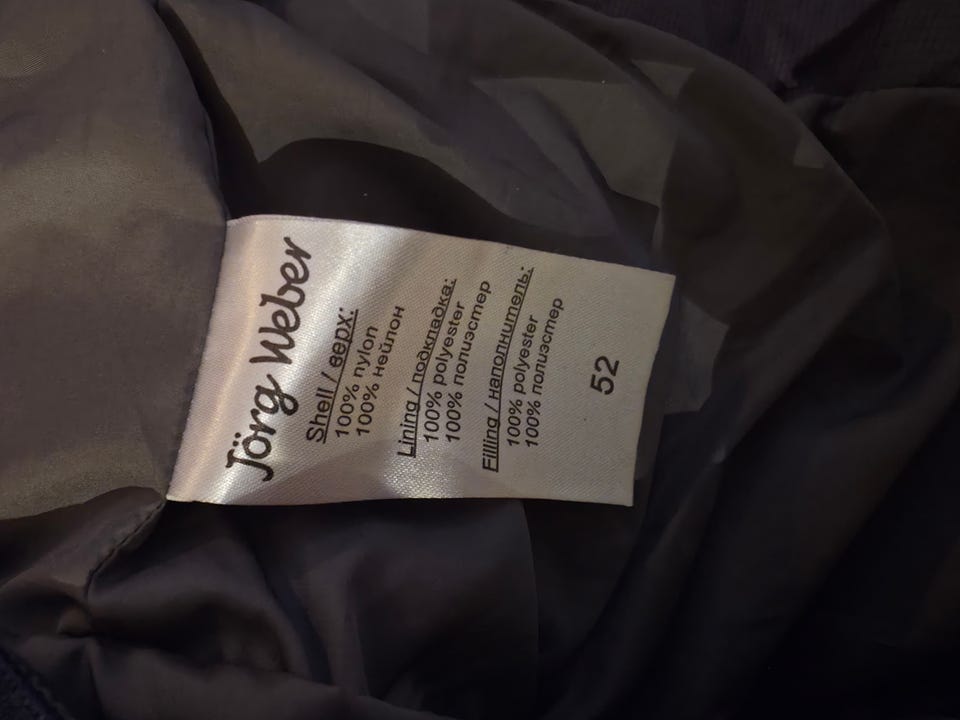 Jörg Weber
Shell / верх:
100% nylon
100% нейлон
Lining / подкладка:
100% polyester
100% полиэстер
Filling / наполнитель:
100% polyester
100% полиэстер
52